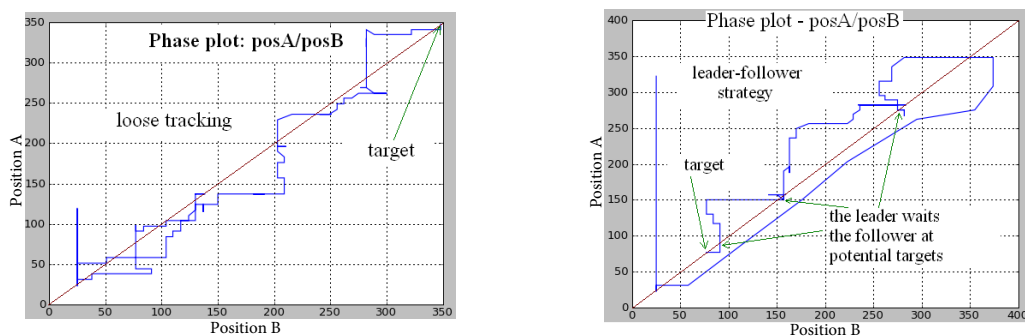 Phase plot: posA/posB
350
300
250
200
150
100
50
0
Position A
loose tracking
target
0
50
100
150
200
250
300
350
Position B
Phase plot - posA/posB
400
350
300
250
200
150
100
50
0
Position A
leader-follower
strategy
target
the leader waits
the follower at
potential targets
0
50
100
150
200
250
300
350
400
Position B